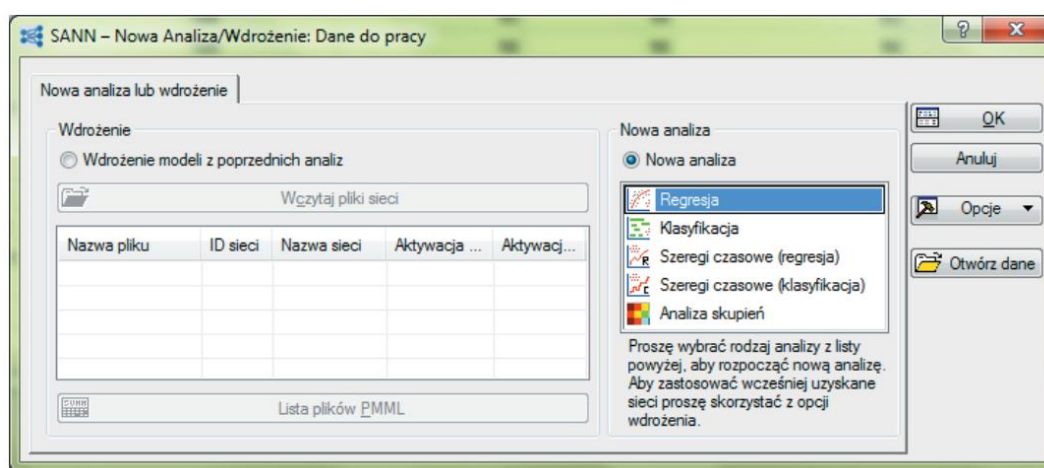 SANN – Nowa Analiza/Wdrożenie: Dane do pracy
Nowa analiza lub wdrożenie
Wdrożenie
Wdrożenie modeli z poprzednich analiz
Wczytaj pliki sieci
Nazwa pliku ID sieci Nazwa sieci Aktywacja ... Aktywacj...
Lista plików PMML
Nowa analiza
Nowa analiza
Regresja
Klasyfikacja
Szeregi czasowe (regresja)
Szeregi czasowe (klasyfikacja)
Analiza skupień
Proszę wybrać rodzaj analizy z listy
powyżej, aby rozpocząć nową analizę.
Aby zastosować wcześniej uzyskane
sieci proszę skorzystać z opcji
wdrożenia.
OK
Anuluj
Opcje
Otwórz dane